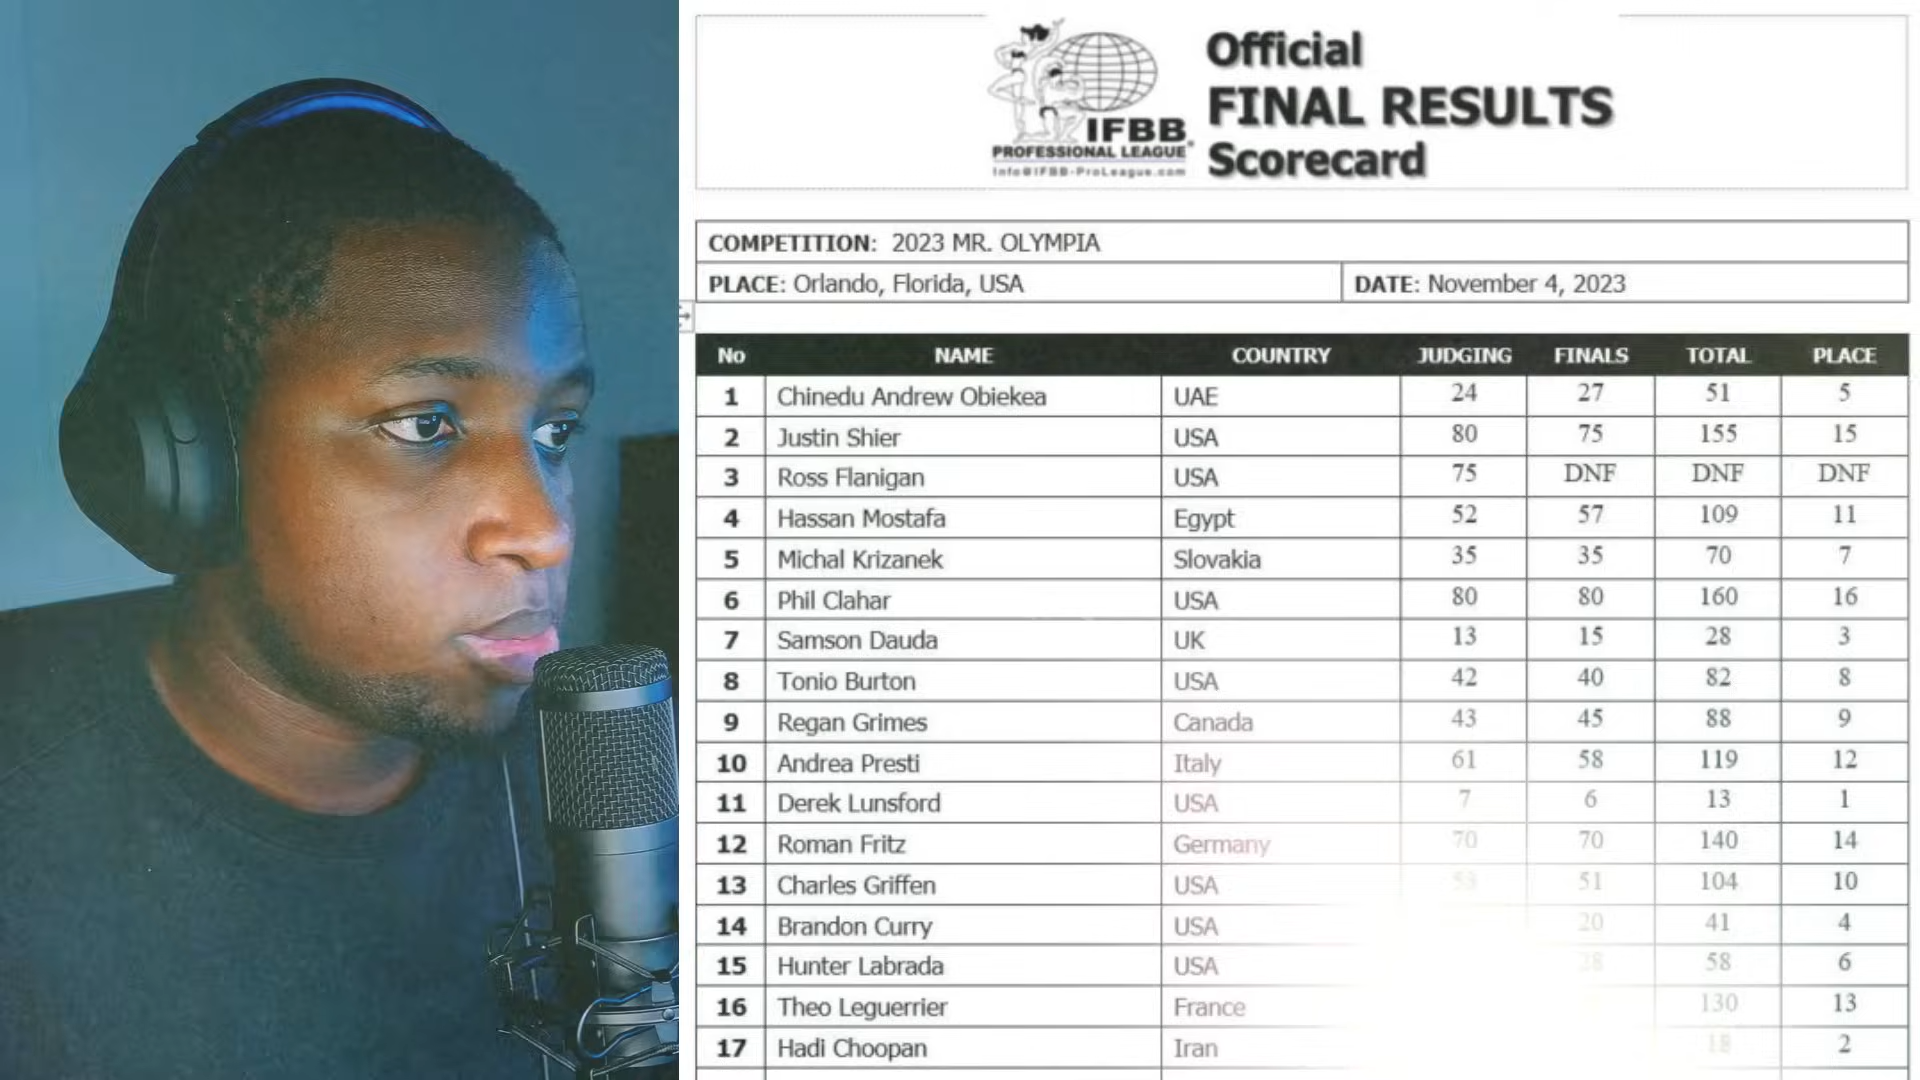 Official
FINAL RESULTS
Scorecard
IFBB
PROFESSIONAL LEAGUE
Info@IFBB-ProLeague.com
COMPETITION: 2023 MR. OLYMPIA
PLACE: Orlando, Florida, USA DATE: November 4, 2023
No NAME COUNTRY JUDGING FINALS TOTAL PLACE
1 Chinedu Andrew Obiekea UAE 24 27 51 5
2 Justin Shier USA 80 75 155 15
3 Ross Flanigan USA 75 DNF DNF DNF
4 Hassan Mostafa Egypt 52 57 109 11
5 Michal Krizanek Slovakia 35 35 70 7
6 Phil Clahar USA 80 80 160 16
7 Samson Dauda UK 13 15 28 3
8 Tonio Burton USA 42 40 82 8
9 Regan Grimes Canada 43 45 88 9
10 Andrea Presti Italy 61 58 119 12
11 Derek Lunsford USA 7 6 13 1
12 Roman Fritz Germany 70 70 140 14
13 Charles Griffen USA 53 51 104 10
14 Brandon Curry USA 20 41 4
15 Hunter Labrada USA 28 58 6
16 Theo Leguerrier France 130 13
17 Hadi Choopan Iran 18 2